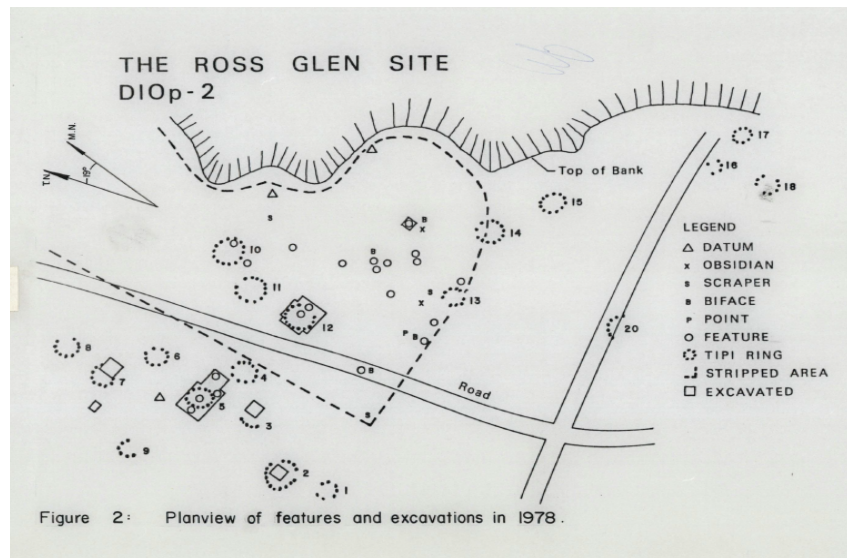 THE ROSS GLEN SITE
DlOp-2
M.N.
T.N.
19°
Top of Bank
17
16
18
15
14
S
B
X
10
B
11
S
X
13
12
P B
20
8
6
7
4
B
Road
5
S
3
9
2
1
LEGEND
△ DATUM
x OBSIDIAN
S SCRAPER
B BIFACE
P POINT
○ FEATURE
TIPI RING
STRIPPED AREA
□ EXCAVATED
Figure 2: Planview of features and excavations in 1978.